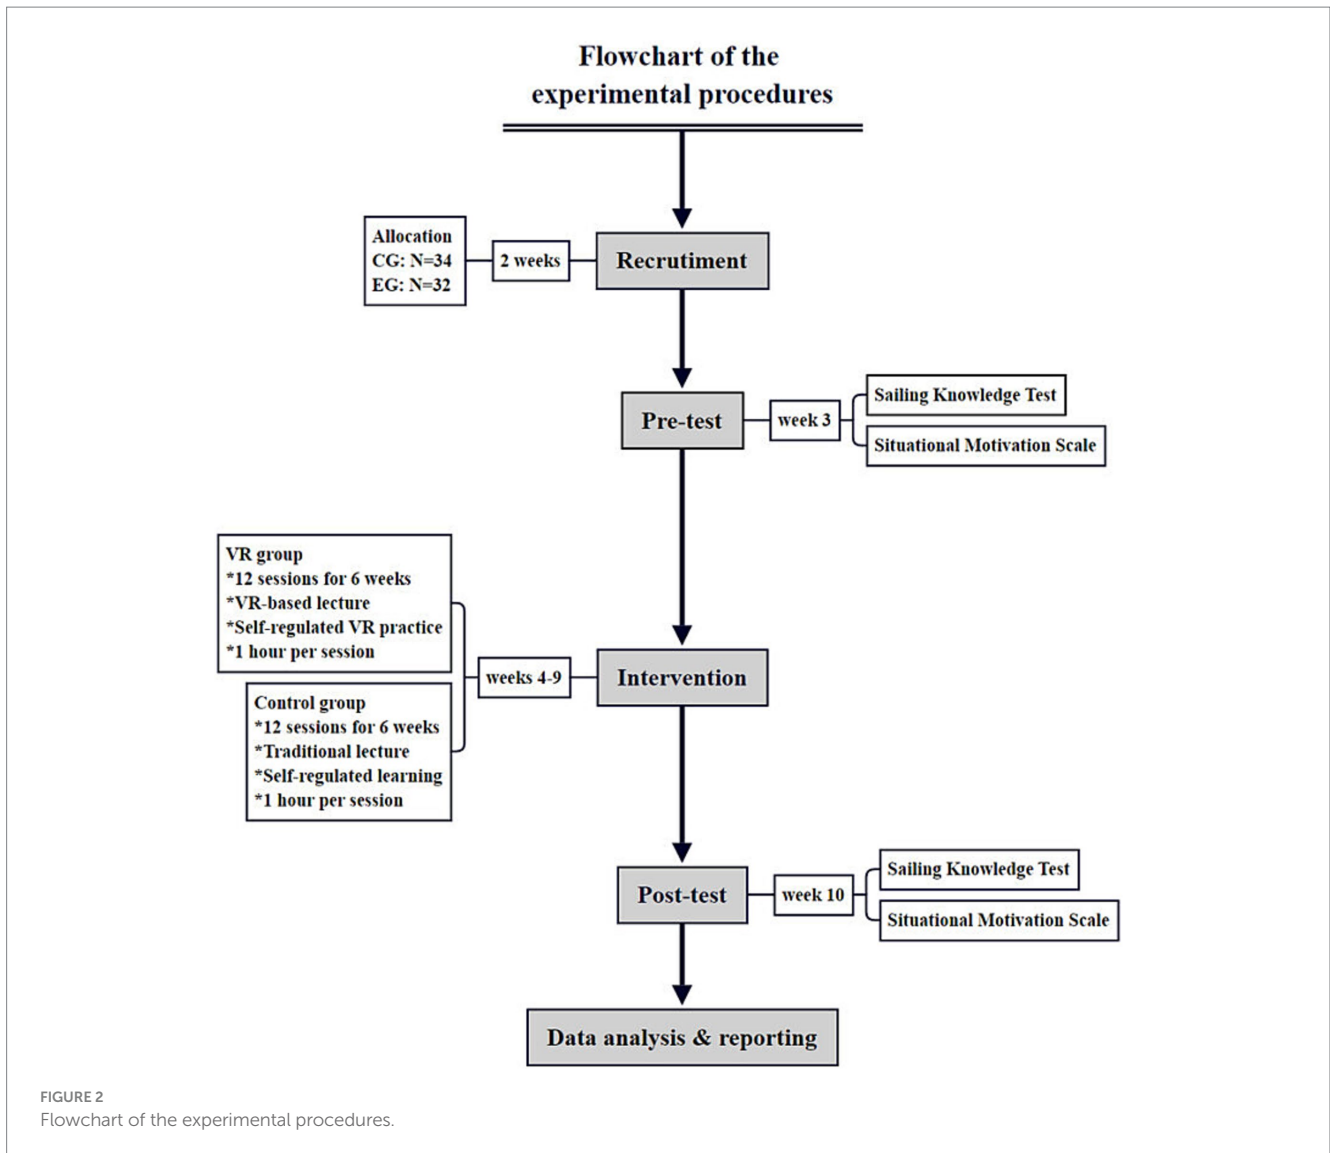 Flowchart of the
experimental procedures
Allocation
CG: N=34
EG: N=32
2 weeks
Recrutiment
Pre-test
week 3
Sailing Knowledge Test
Situational Motivation Scale
VR group
*12 sessions for 6 weeks
*VR-based lecture
*Self-regulated VR practice
*1 hour per session
Control group
*12 sessions for 6 weeks
*Traditional lecture
*Self-regulated learning
*1 hour per session
weeks 4-9
Intervention
Post-test
week 10
Sailing Knowledge Test
Situational Motivation Scale
Data analysis & reporting
FIGURE 2
Flowchart of the experimental procedures.